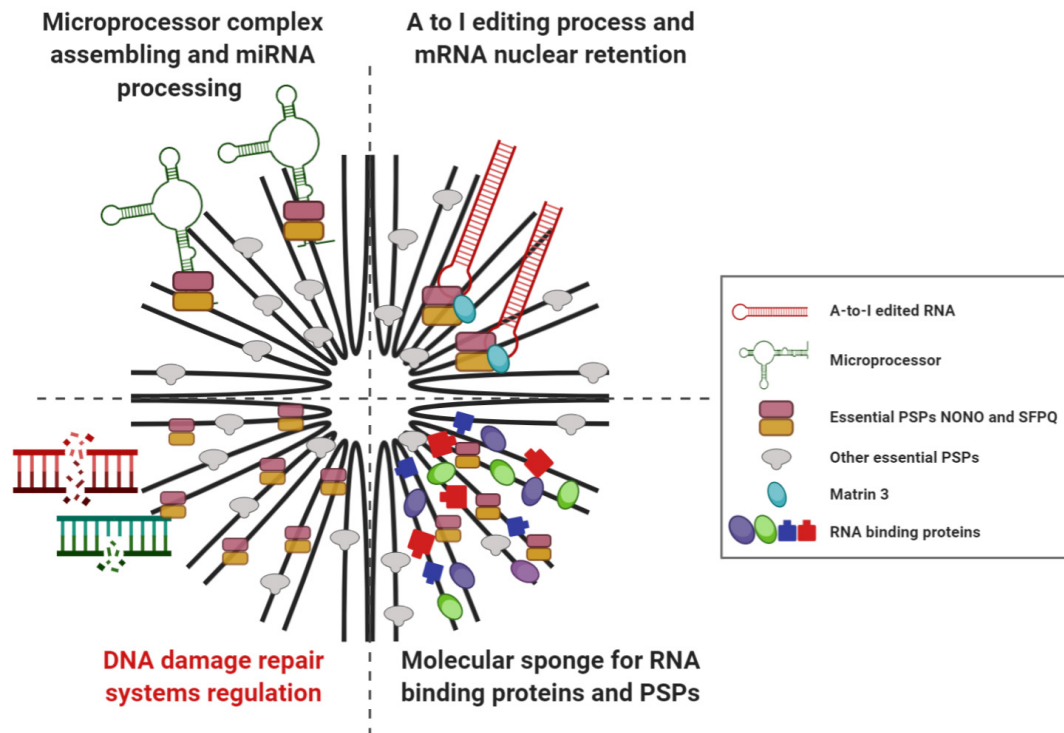 Microprocessor complex
assembling and miRNA
processing
A to I editing process and
mRNA nuclear retention
A-to-I edited RNA
Microprocessor
Essential PSPs NONO and SFPQ
Other essential PSPs
Matrin 3
RNA binding proteins
DNA damage repair
systems regulation
Molecular sponge for RNA
binding proteins and PSPs